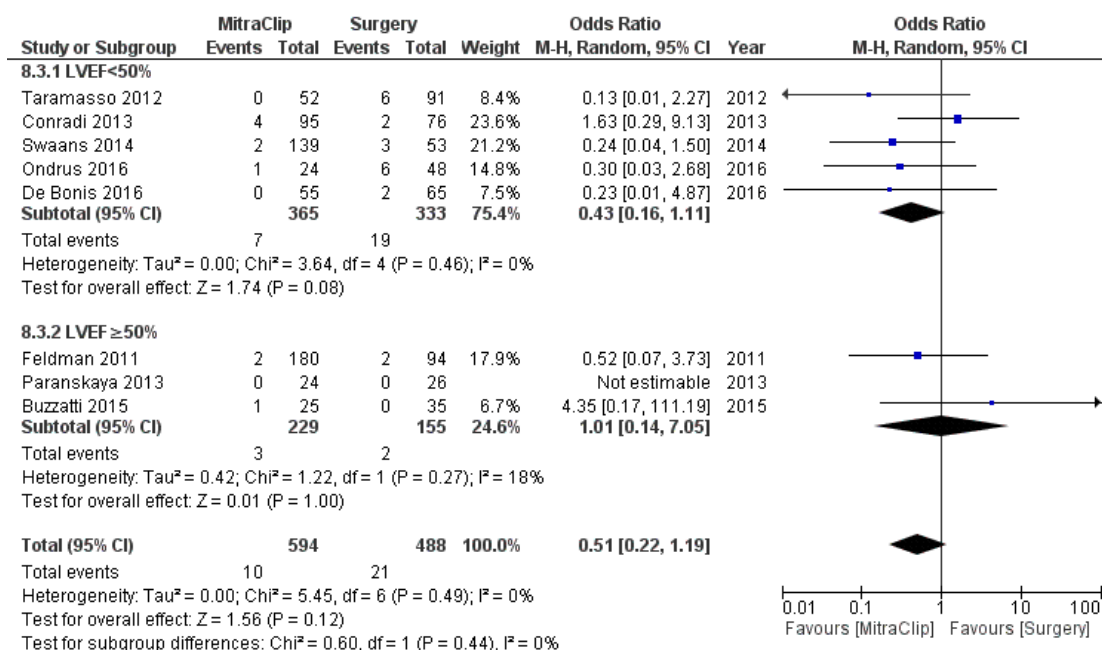 MitraClip Surgery Odds Ratio Odds Ratio
Study or Subgroup Events Total Events Total Weight M-H, Random, 95% CI Year M-H, Random, 95% CI
8.3.1 LVEF<50%
Taramasso 2012 0 52 6 91 8.4% 0.13 [0.01, 2.27] 2012
Conradi 2013 4 95 2 76 23.6% 1.63 [0.29, 9.13] 2013
Swaans 2014 2 139 3 53 21.2% 0.24 [0.04, 1.50] 2014
Ondrus 2016 1 24 6 48 14.8% 0.30 [0.03, 2.68] 2016
De Bonis 2016 0 55 2 65 7.5% 0.23 [0.01, 4.87] 2016
Subtotal (95% CI) 365 333 75.4% 0.43 [0.16, 1.11]
Total events 7 19
Heterogeneity: Tau² = 0.00; Chi² = 3.64, df = 4 (P = 0.46); I² = 0%
Test for overall effect: Z = 1.74 (P = 0.08)
8.3.2 LVEF ≥50%
Feldman 2011 2 180 2 94 17.9% 0.52 [0.07, 3.73] 2011
Paranskaya 2013 0 24 0 26 Not estimable 2013
Buzzatti 2015 1 25 0 35 6.7% 4.35 [0.17, 111.19] 2015
Subtotal (95% CI) 229 155 24.6% 1.01 [0.14, 7.05]
Total events 3 2
Heterogeneity: Tau² = 0.42; Chi² = 1.22, df = 1 (P = 0.27); I² = 18%
Test for overall effect: Z = 0.01 (P = 1.00)
Total (95% CI) 594 488 100.0% 0.51 [0.22, 1.19]
Total events 10 21
Heterogeneity: Tau² = 0.00; Chi² = 5.45, df = 6 (P = 0.49); I² = 0%
Test for overall effect: Z = 1.56 (P = 0.12)
Test for subgroup differences: Chi² = 0.60, df = 1 (P = 0.44), I² = 0%
0.01 0.1 1 10 100
Favours [MitraClip] Favours [Surgery]